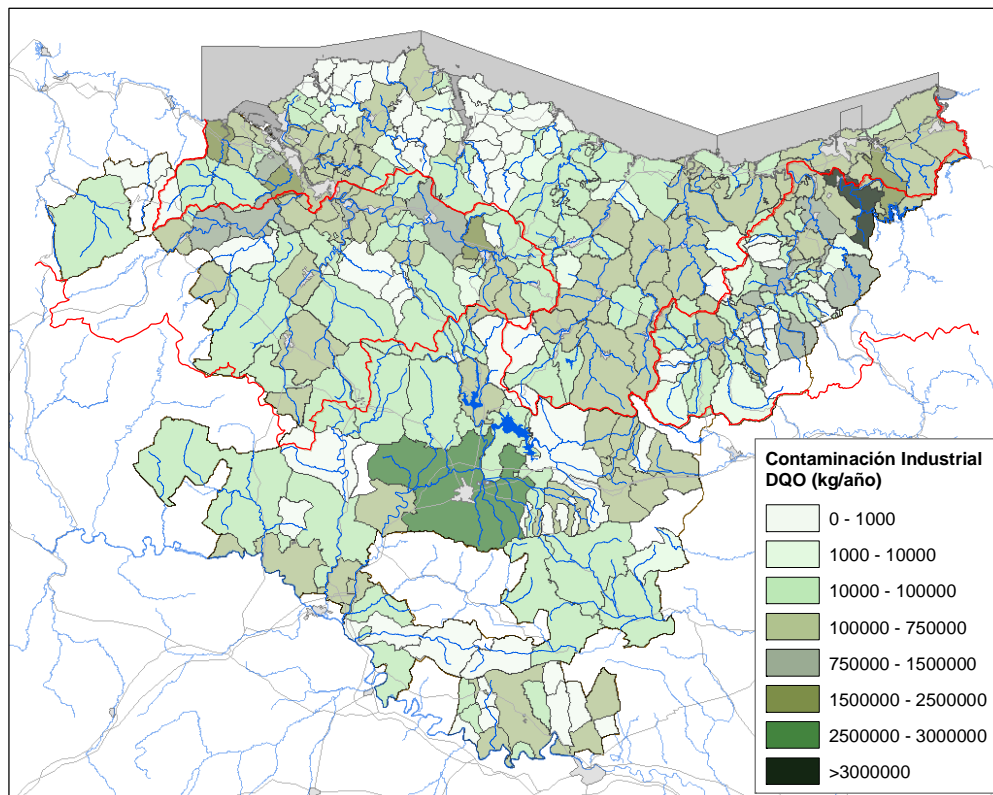 Contaminación Industrial
DQO (kg/año)
0 - 1000
1000 - 10000
10000 - 100000
100000 - 750000
750000 - 1500000
1500000 - 2500000
2500000 - 3000000
>3000000